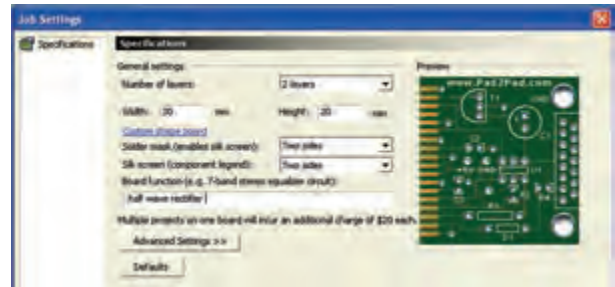 Job Settings
Specifications
Specifications
General settings:
Number of layers: 2 layers
Width: 20 mm Height: 20 mm
Custom shape board
Solder mask (enables silk screen): Two sides
Silk screen (component legend): Two sides
Board function (e.g. 7-band stereo equalizer circuit):
half wave rectifier
Multiple projects on one board will incur an additional charge of $20 each.
Advanced Settings >>
Defaults
Preview
www.Pad2Pad.com
T1
GND